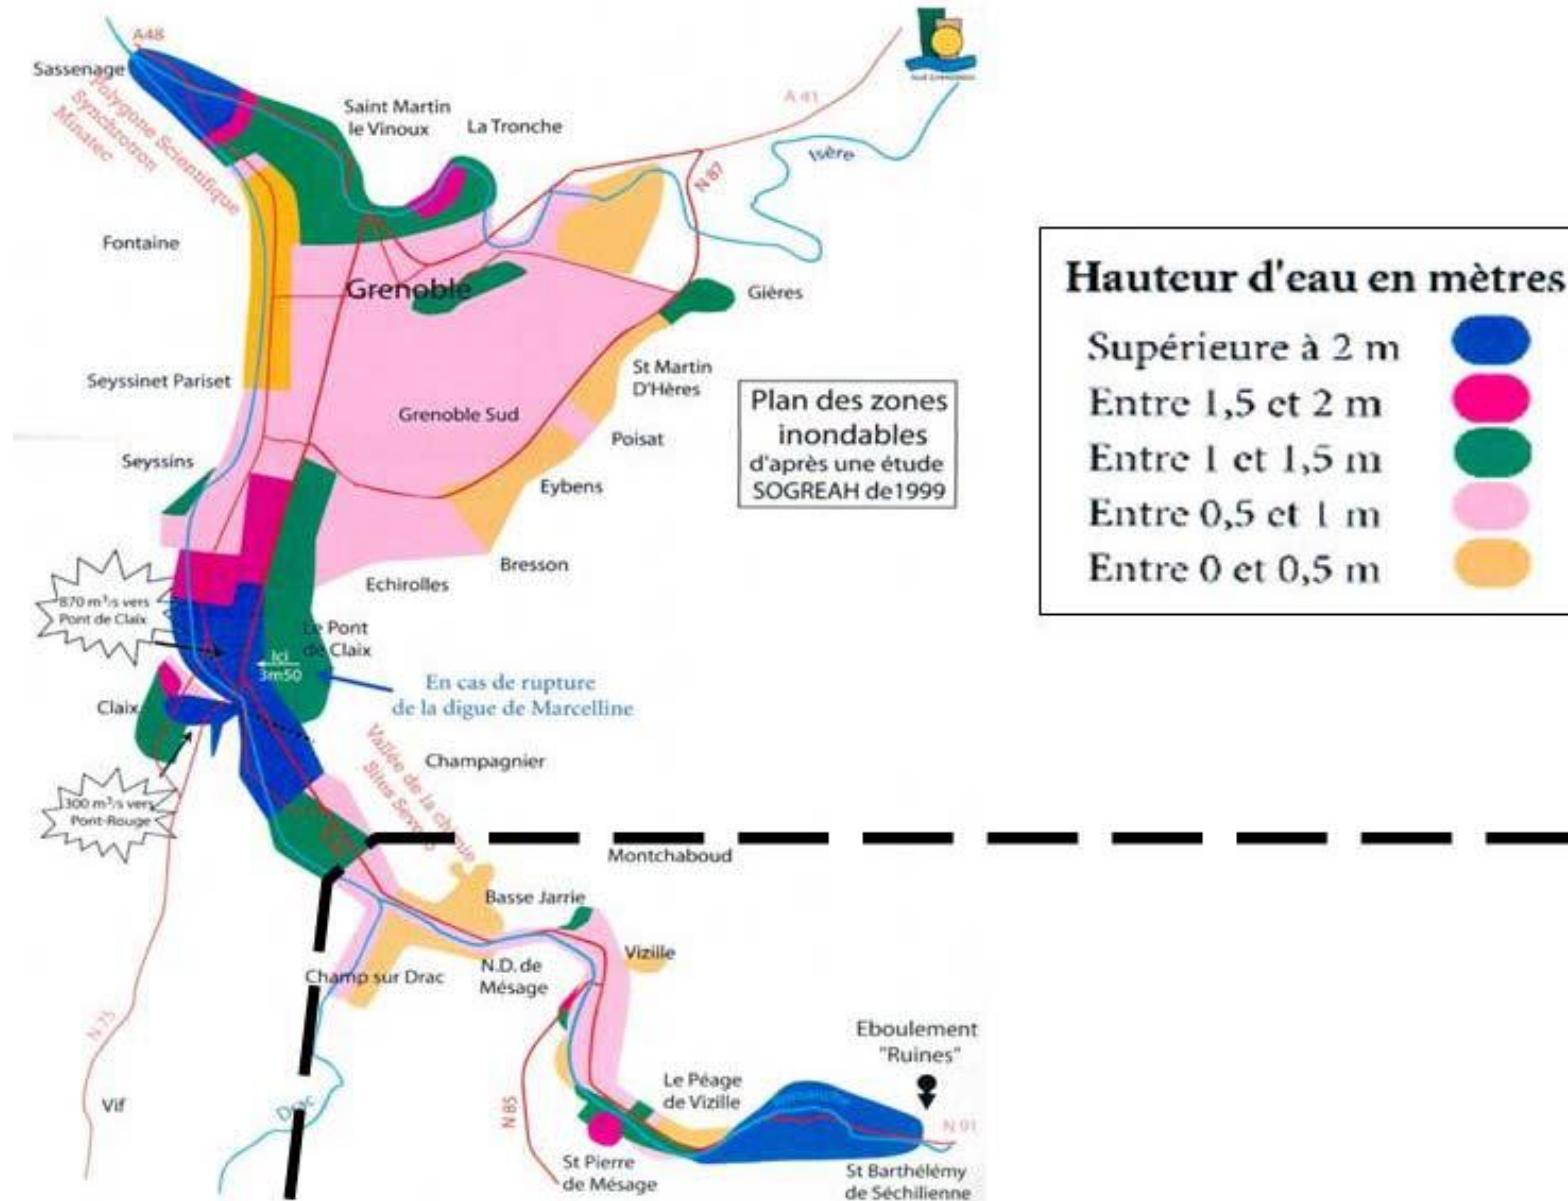 A48
Sassenage
Polygone Scientifique
Synchrotron
Minatec
Saint Martin
le Vinoux
La Tronche
A 41
Isère
N 87
Fontaine
Grenoble
Gières
Seyssinet Pariset
Grenoble Sud
St Martin
D'Hères
Poisat
Seyssins
Eybens
Bresson
Echirolles
Plan des zones
inondables
d'après une étude
SOGREAH de1999
Hauteur d'eau en mètres
Supérieure à 2 m
Entre 1,5 et 2 m
Entre 1 et 1,5 m
Entre 0,5 et 1 m
Entre 0 et 0,5 m
870 m³/s vers
Pont de Claix
Le Pont
de Claix
Ici
3m50
En cas de rupture
de la digue de Marcelline
Claix
Champagnier
Vallée de la chimie
Sites Seveso
300 m³/s vers
Pont-Rouge
Montchaboud
Basse Jarrie
Vizille
N.D. de
Mésage
Champ sur Drac
N 75
Vif
Drac
N 85
Eboulement
"Ruines"
Le Péage
de Vizille
N 91
St Pierre
de Mésage
St Barthélémy
de Séchilienne